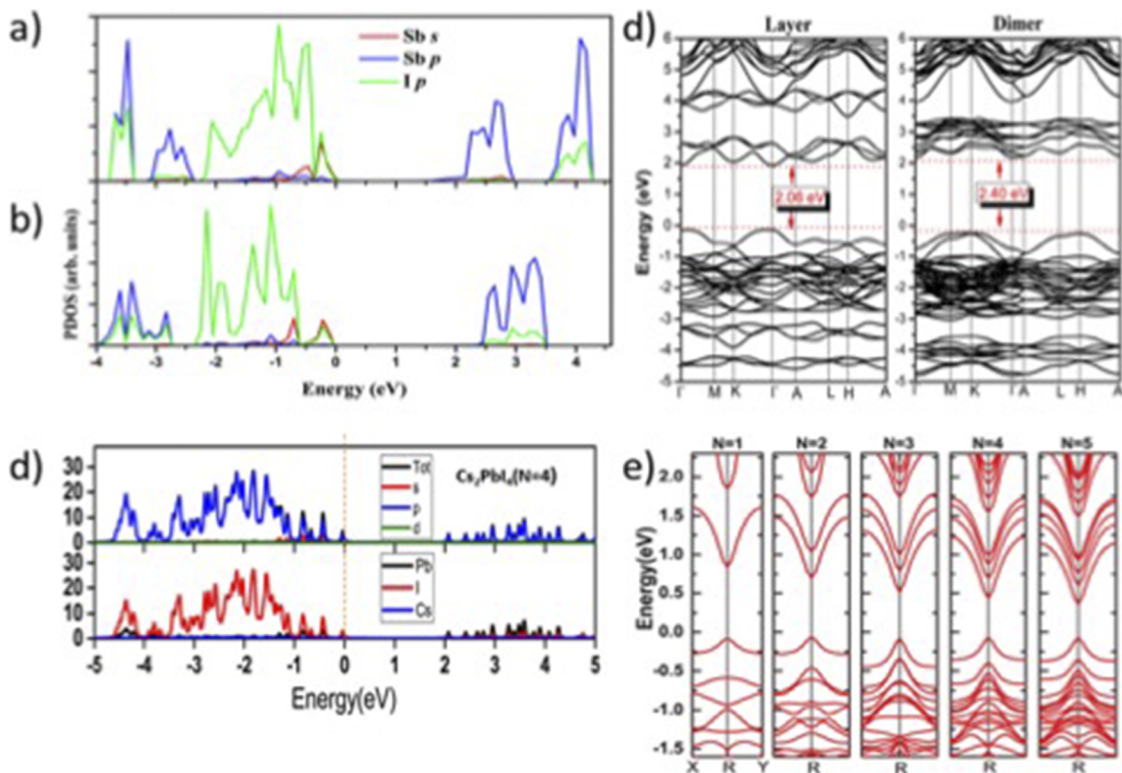 a)
Sb s
Sb p
I p
b)
PDOS (arb. units)
-4 -3 -2 -1 0 1 2 3 4
Energy (eV)
d)
Layer
Dimer
6
5
4
3
2
1
0
-1
-2
-3
-4
-5
Energy (eV)
2.06 eV
2.40 eV
Γ M K Γ A L H A
Γ M K Γ A L H A
d)
30
20
10
0
Tot
s
p
d
Cs₂PbI₄(N=4)
30
20
10
0
Pb
I
Cs
-5 -4 -3 -2 -1 0 1 2 3 4 5
Energy(eV)
e)
N=1 N=2 N=3 N=4 N=5
2.0
1.5
1.0
0.5
0.0
-0.5
-1.0
-1.5
Energy(eV)
X R Y R R R R